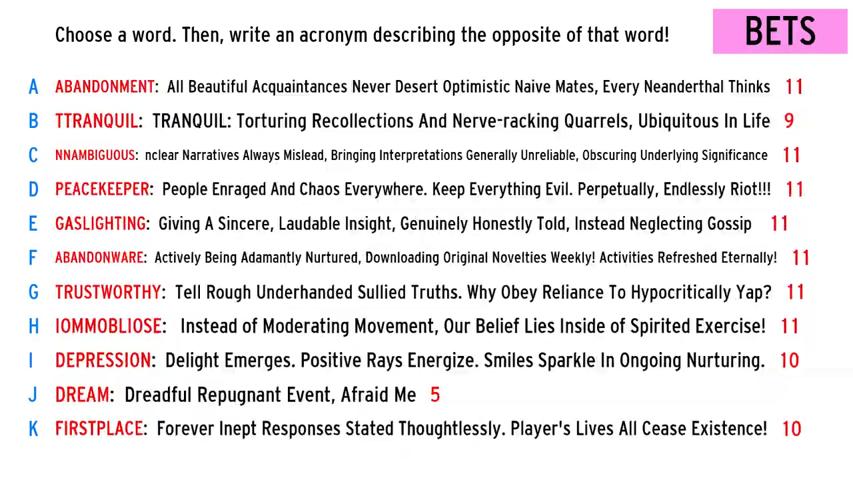 Choose a word. Then, write an acronym describing the opposite of that word!
BETS
A ABANDONMENT: All Beautiful Acquaintances Never Desert Optimistic Naive Mates, Every Neanderthal Thinks 11
B TTRANQUIL: TRANQUIL: Torturing Recollections And Nerve-racking Quarrels, Ubiquitous In Life 9
C NNAMBIGUOUS: nclear Narratives Always Mislead, Bringing Interpretations Generally Unreliable, Obscuring Underlying Significance 11
D PEACEKEEPER: People Enraged And Chaos Everywhere. Keep Everything Evil. Perpetually, Endlessly Riot!!! 11
E GASLIGHTING: Giving A Sincere, Laudable Insight, Genuinely Honestly Told, Instead Neglecting Gossip 11
F ABANDONWARE: Actively Being Adamantly Nurtured, Downloading Original Novelties Weekly! Activities Refreshed Eternally! 11
G TRUSTWORTHY: Tell Rough Underhanded Sullied Truths. Why Obey Reliance To Hypocritically Yap? 11
H IOMMOBLIOSE: Instead of Moderating Movement, Our Belief Lies Inside of Spirited Exercise! 11
I DEPRESSION: Delight Emerges. Positive Rays Energize. Smiles Sparkle In Ongoing Nurturing. 10
J DREAM: Dreadful Repugnant Event, Afraid Me 5
K FIRSTPLACE: Forever Inept Responses Stated Thoughtlessly. Player's Lives All Cease Existence! 10